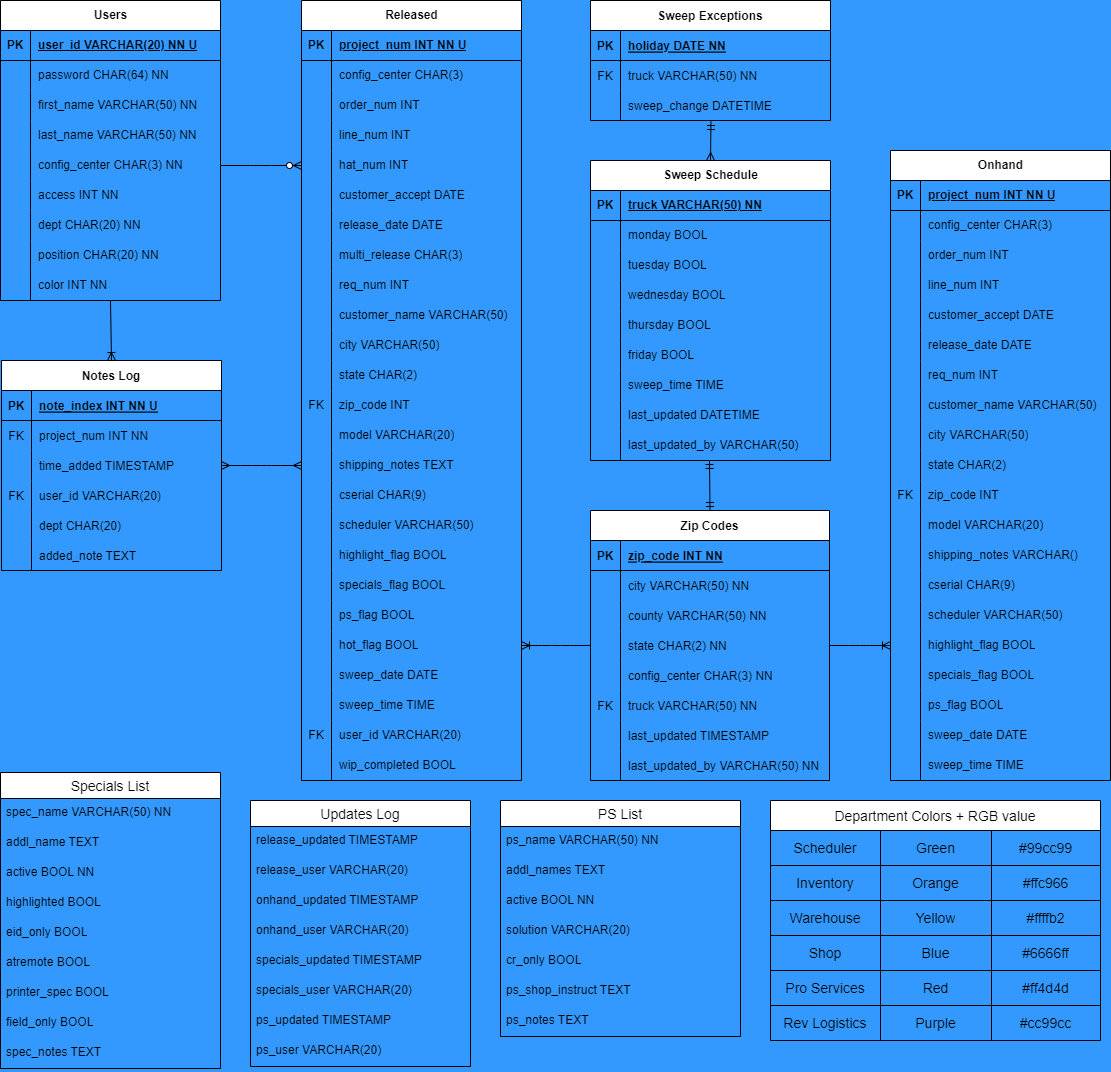 Users
PK user_id VARCHAR(20) NN U
password CHAR(64) NN
first_name VARCHAR(50) NN
last_name VARCHAR(50) NN
config_center CHAR(3) NN
access INT NN
dept CHAR(20) NN
position CHAR(20) NN
color INT NN
Notes Log
PK note_index INT NN U
FK project_num INT NN
time_added TIMESTAMP
FK user_id VARCHAR(20)
dept CHAR(20)
added_note TEXT
Released
PK project_num INT NN U
config_center CHAR(3)
order_num INT
line_num INT
hat_num INT
customer_accept DATE
release_date DATE
multi_release CHAR(3)
req_num INT
customer_name VARCHAR(50)
city VARCHAR(50)
state CHAR(2)
FK zip_code INT
model VARCHAR(20)
shipping_notes TEXT
cserial CHAR(9)
scheduler VARCHAR(50)
highlight_flag BOOL
specials_flag BOOL
ps_flag BOOL
hot_flag BOOL
sweep_date DATE
sweep_time TIME
FK user_id VARCHAR(20)
wip_completed BOOL
Sweep Exceptions
PK holiday DATE NN
FK truck VARCHAR(50) NN
sweep_change DATETIME
Sweep Schedule
PK truck VARCHAR(50) NN
monday BOOL
tuesday BOOL
wednesday BOOL
thursday BOOL
friday BOOL
sweep_time TIME
last_updated DATETIME
last_updated_by VARCHAR(50)
Zip Codes
PK zip_code INT NN
city VARCHAR(50) NN
county VARCHAR(50) NN
state CHAR(2) NN
config_center CHAR(3) NN
FK truck VARCHAR(50) NN
last_updated TIMESTAMP
last_updated_by VARCHAR(50) NN
Onhand
PK project_num INT NN U
config_center CHAR(3)
order_num INT
line_num INT
customer_accept DATE
release_date DATE
req_num INT
customer_name VARCHAR(50)
city VARCHAR(50)
state CHAR(2)
FK zip_code INT
model VARCHAR(20)
shipping_notes VARCHAR()
cserial CHAR(9)
scheduler VARCHAR(50)
highlight_flag BOOL
specials_flag BOOL
ps_flag BOOL
sweep_date DATE
sweep_time TIME
Specials List
spec_name VARCHAR(50) NN
addl_name TEXT
active BOOL NN
highlighted BOOL
eid_only BOOL
atremote BOOL
printer_spec BOOL
field_only BOOL
spec_notes TEXT
Updates Log
release_updated TIMESTAMP
release_user VARCHAR(20)
onhand_updated TIMESTAMP
onhand_user VARCHAR(20)
specials_updated TIMESTAMP
specials_user VARCHAR(20)
ps_updated TIMESTAMP
ps_user VARCHAR(20)
PS List
ps_name VARCHAR(50) NN
addl_names TEXT
active BOOL NN
solution VARCHAR(20)
cr_only BOOL
ps_shop_instruct TEXT
ps_notes TEXT
Department Colors + RGB value
Scheduler Green #99cc99
Inventory Orange #ffc966
Warehouse Yellow #ffffb2
Shop Blue #6666ff
Pro Services Red #ff4d4d
Rev Logistics Purple #cc99cc